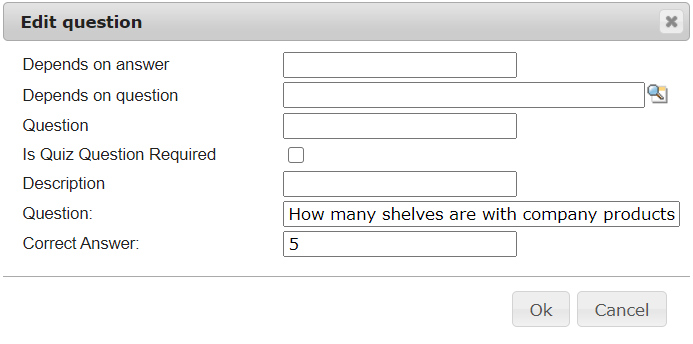 Edit question
Depends on answer
Depends on question
Question
Is Quiz Question Required
Description
Question: How many shelves are with company products
Correct Answer: 5
Ok Cancel